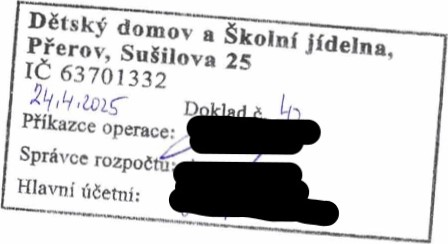 Dětský domov a Školní jídelna,
Přerov, Sušilova 25
IČ 63701332
24.4.2025 Doklad č.
Příkazce operace:
Správce rozpočtu:
Hlavní účetní: